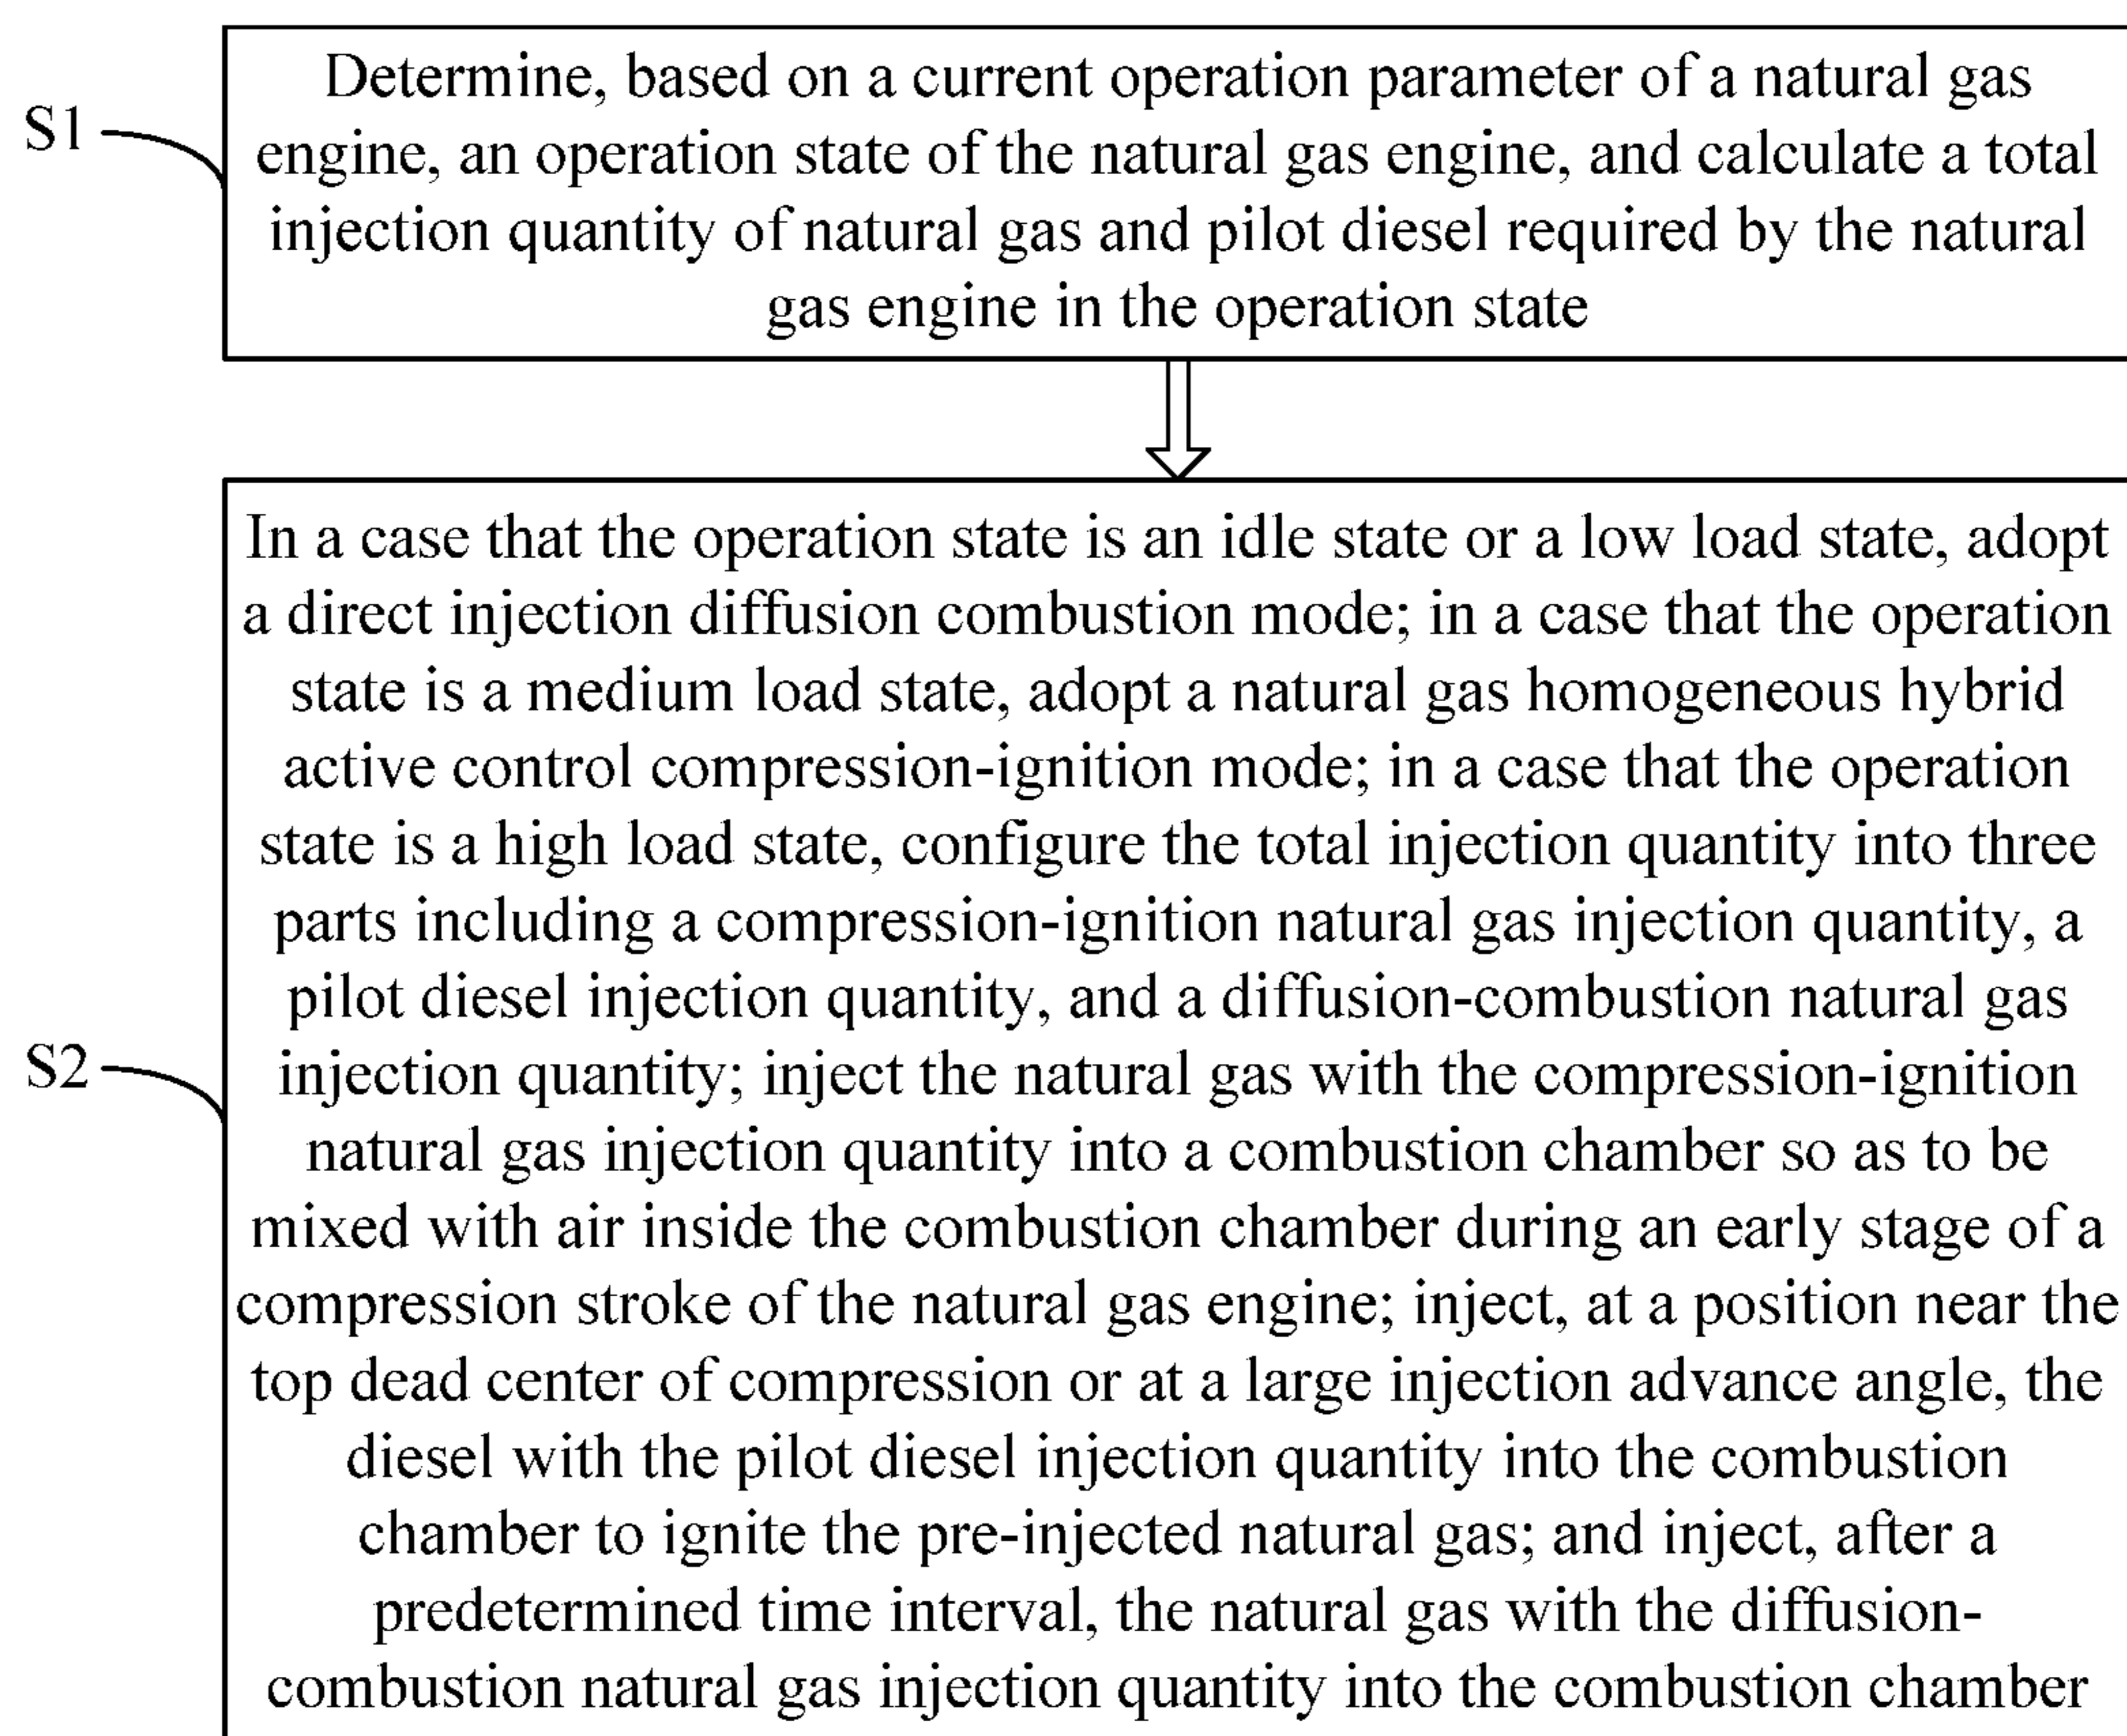 S1
Determine, based on a current operation parameter of a natural gas
engine, an operation state of the natural gas engine, and calculate a total
injection quantity of natural gas and pilot diesel required by the natural
gas engine in the operation state
S2
In a case that the operation state is an idle state or a low load state, adopt
a direct injection diffusion combustion mode; in a case that the operation
state is a medium load state, adopt a natural gas homogeneous hybrid
active control compression-ignition mode; in a case that the operation
state is a high load state, configure the total injection quantity into three
parts including a compression-ignition natural gas injection quantity, a
pilot diesel injection quantity, and a diffusion-combustion natural gas
injection quantity; inject the natural gas with the compression-ignition
natural gas injection quantity into a combustion chamber so as to be
mixed with air inside the combustion chamber during an early stage of a
compression stroke of the natural gas engine; inject, at a position near the
top dead center of compression or at a large injection advance angle, the
diesel with the pilot diesel injection quantity into the combustion
chamber to ignite the pre-injected natural gas; and inject, after a
predetermined time interval, the natural gas with the diffusion-
combustion natural gas injection quantity into the combustion chamber